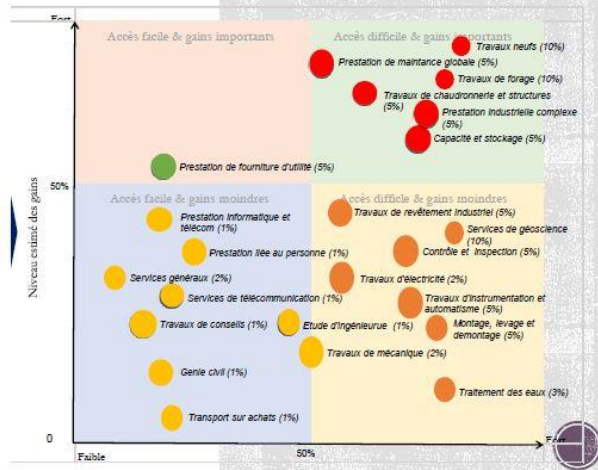 Fort
Accès facile & gains importants
Accès difficile & gains importants
Travaux neufs (10%)
Prestation de maintance globale (5%)
Travaux de forage (10%)
Travaux de chaudronnerie et structures
(5%)
Prestation industrielle complexe
(5%)
Capacité et stockage (5%)
Prestation de fourniture d'utilité (5%)
50%
Niveau estimé des gains
Accès facile & gains moindres
Accès difficle & gains moindres
Prestation informatique et
télécom (1%)
Travaux de revêtement industriel (5%)
Services de géoscience
(10%)
Prestation liée au personne (1%)
Contrôle et inspection (5%)
Services généraux (2%)
Travaux d'électricité (2%)
Services de télécommunication (1%)
Travaux d'instrumentation et
automatisme (5%)
Travaux de conseils (1%)
Etude d'ingénieurue (1%)
Montage, levage et
demontage (5%)
Travaux de mécanique (2%)
Genie civil (1%)
Traitement des eaux (3%)
Transport sur achats (1%)
0
Faible
50%
Fort